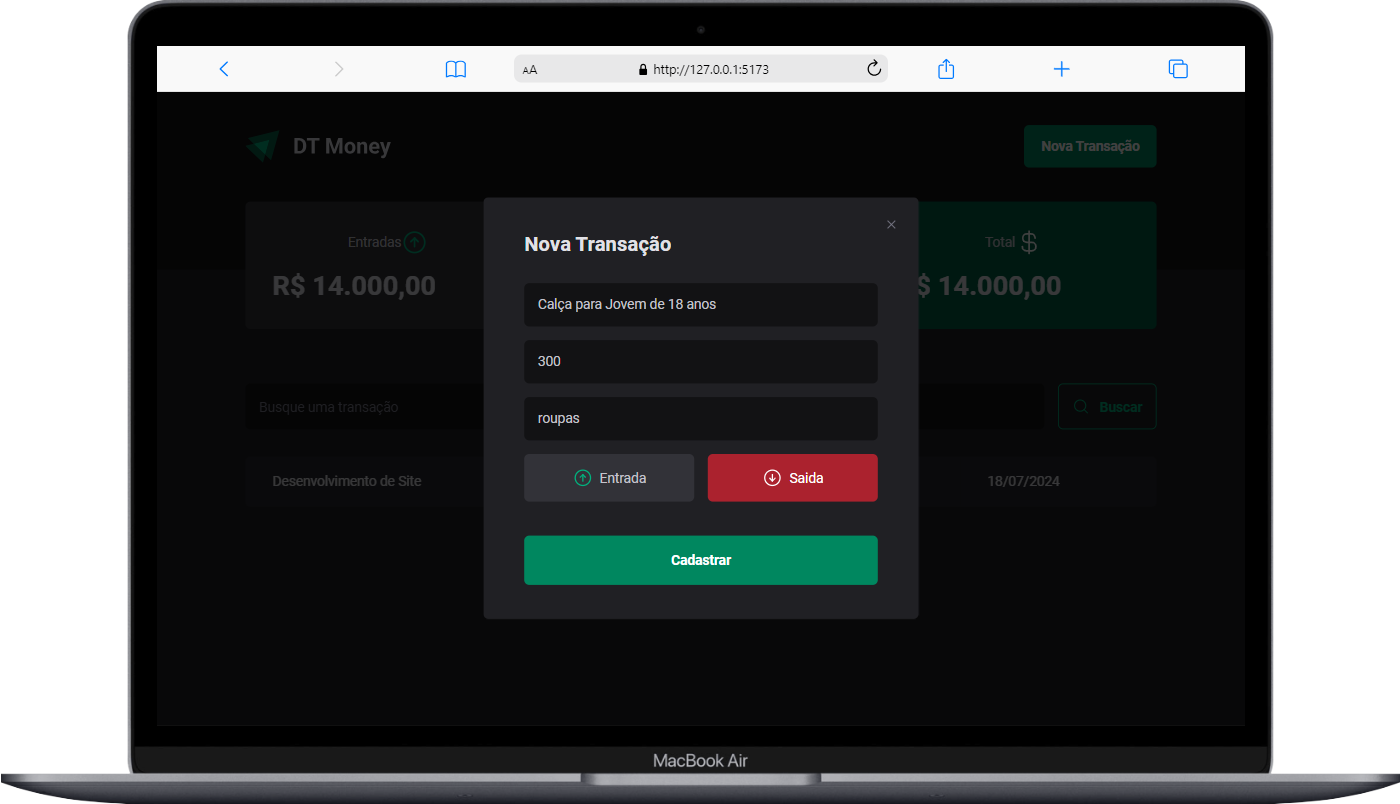 AA http://127.0.0.1:5173
DT Money
Nova Transação
Entradas
Total
R$ 14.000,00
$ 14.000,00
Nova Transação
Calça para Jovem de 18 anos
300
roupas
Entrada
Saida
Cadastrar
Busque uma transação
Buscar
Desenvolvimento de Site
18/07/2024
MacBook Air